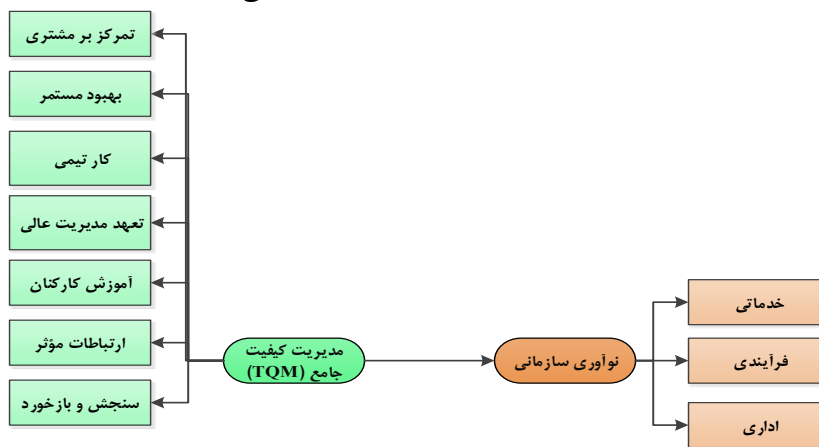 تمرکز بر مشتری
بهبود مستمر
کار تیمی
تعهد مدیریت عالی
آموزش کارکنان
ارتباطات مؤثر
سنجش و بازخورد
مدیریت کیفیت
جامع (TQM)
نوآوری سازمانی
خدماتی
فرآیندی
اداری